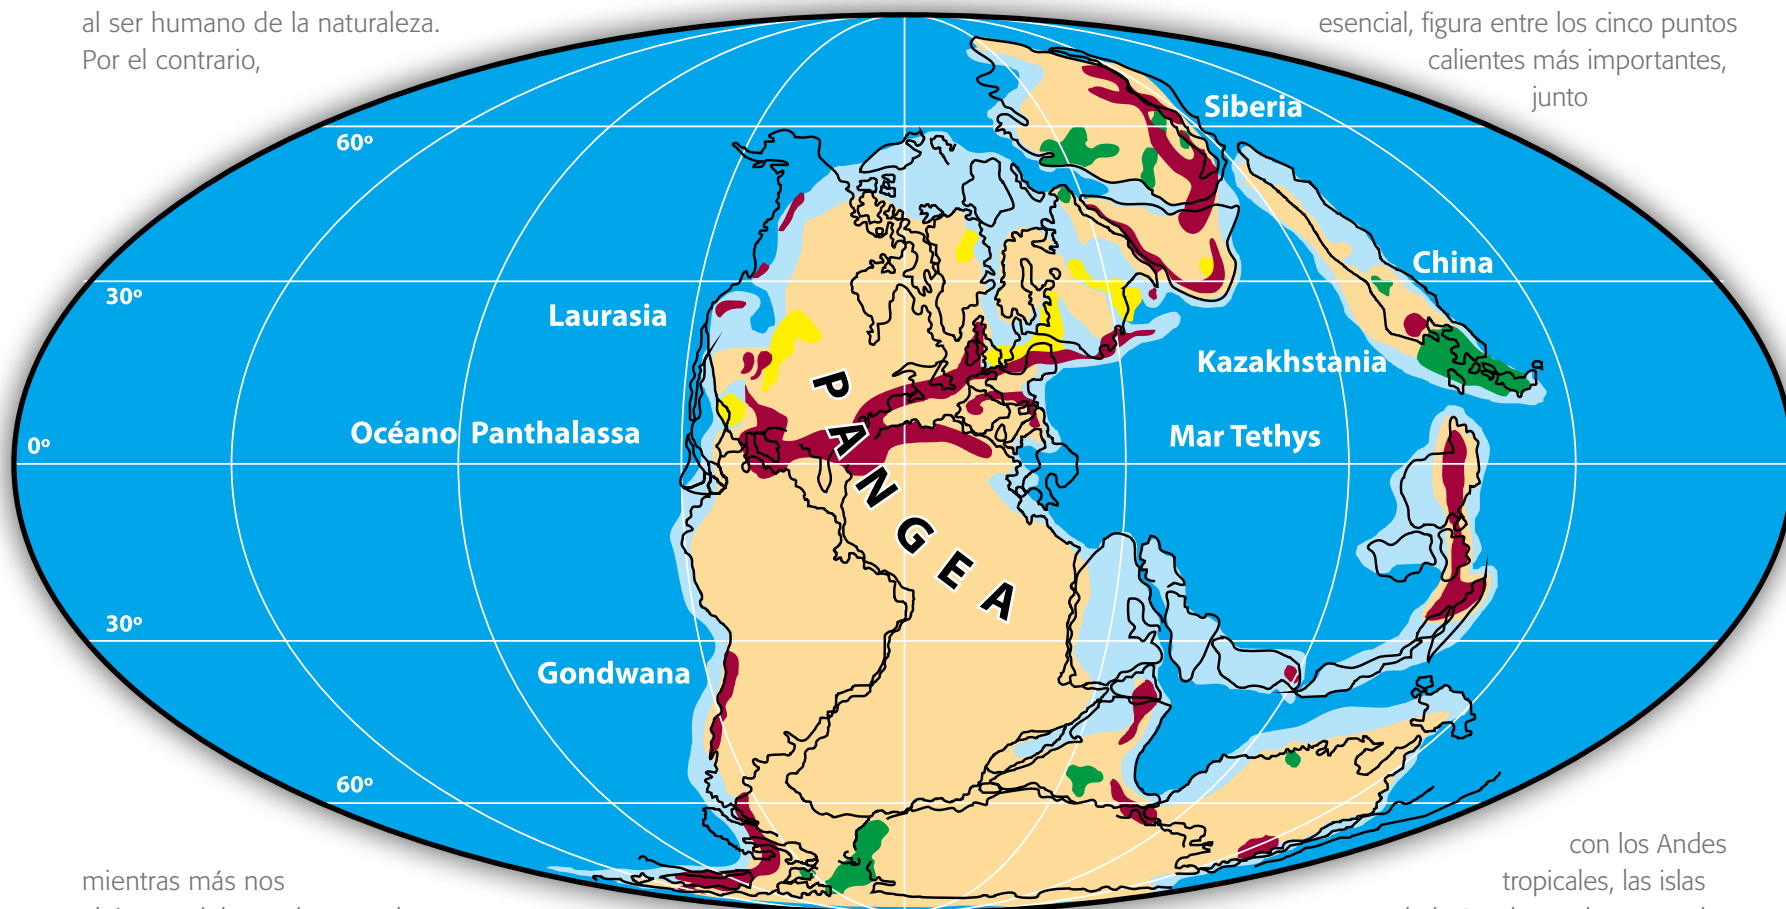 al ser humano de la naturaleza.
Por el contrario,
esencial, figura entre los cinco puntos
calientes más importantes,
junto
Siberia
60º
China
30º
Laurasia
Kazakhstania
PANGEA
Océano Panthalassa
Mar Tethys
0º
30º
Gondwana
60º
con los Andes
tropicales, las islas
mientras más nos